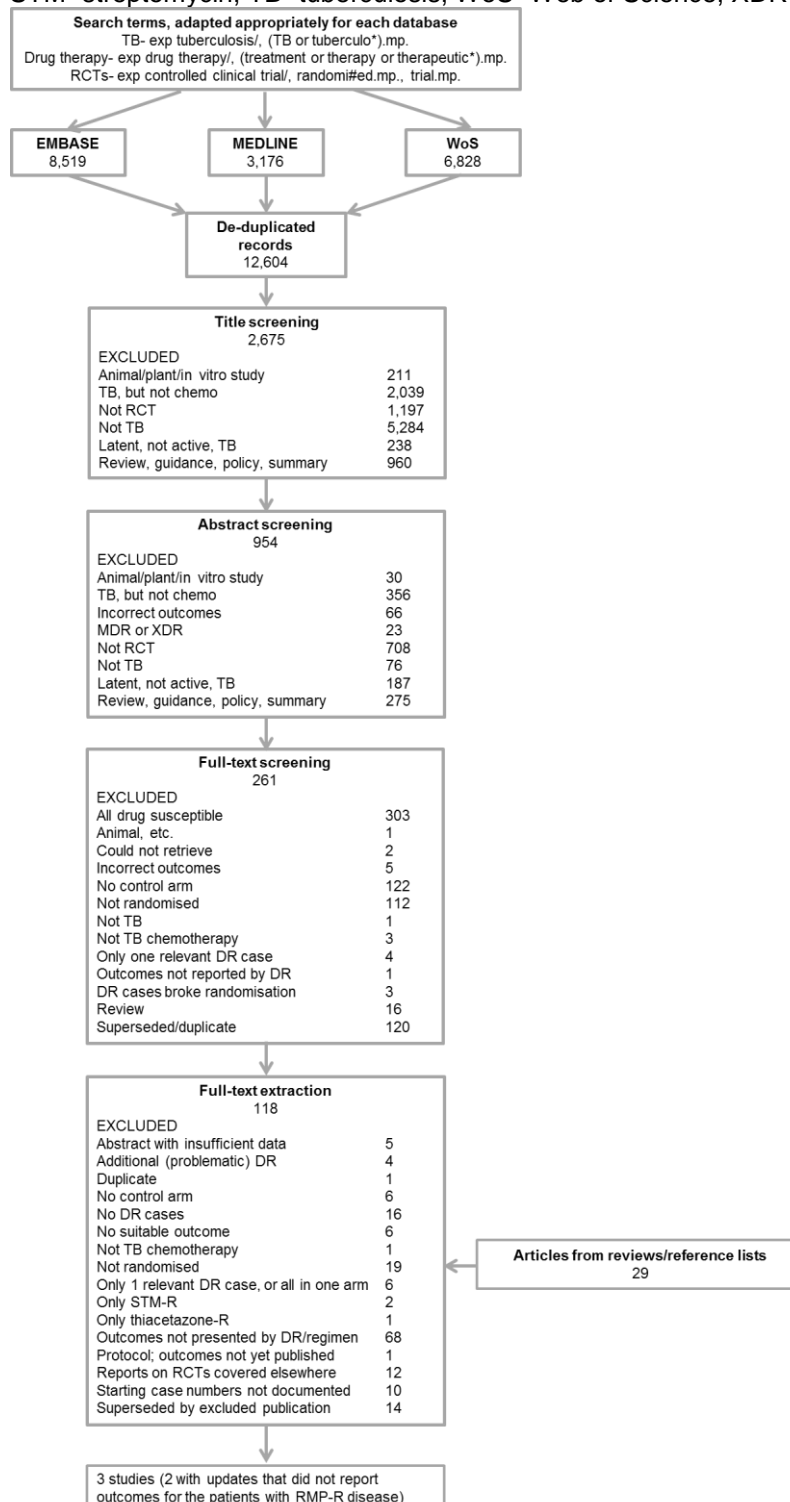 STM- streptomycin; TB- tuberculosis; WoS- Web of Science; XDR
Search terms, adapted appropriately for each database
TB- exp tuberculosis/, (TB or tuberculo*).mp.
Drug therapy- exp drug therapy/, (treatment or therapy or therapeutic*).mp.
RCTs- exp controlled clinical trial/, randomi#ed.mp., trial.mp.
EMBASE
8,519
MEDLINE
3,176
WoS
6,828
De-duplicated
records
12,604
Title screening
2,675
EXCLUDED
Animal/plant/in vitro study 211
TB, but not chemo 2,039
Not RCT 1,197
Not TB 5,284
Latent, not active, TB 238
Review, guidance, policy, summary 960
Abstract screening
954
EXCLUDED
Animal/plant/in vitro study 30
TB, but not chemo 356
Incorrect outcomes 66
MDR or XDR 23
Not RCT 708
Not TB 76
Latent, not active, TB 187
Review, guidance, policy, summary 275
Full-text screening
261
EXCLUDED
All drug susceptible 303
Animal, etc. 1
Could not retrieve 2
Incorrect outcomes 5
No control arm 122
Not randomised 112
Not TB 1
Not TB chemotherapy 3
Only one relevant DR case 4
Outcomes not reported by DR 1
DR cases broke randomisation 3
Review 16
Superseded/duplicate 120
Full-text extraction
118
EXCLUDED
Abstract with insufficient data 5
Additional (problematic) DR 4
Duplicate 1
No control arm 6
No DR cases 16
No suitable outcome 6
Not TB chemotherapy 1
Not randomised 19
Only 1 relevant DR case, or all in one arm 6
Only STM-R 2
Only thiacetazone-R 1
Outcomes not presented by DR/regimen 68
Protocol; outcomes not yet published 1
Reports on RCTs covered elsewhere 12
Starting case numbers not documented 10
Superseded by excluded publication 14
Articles from reviews/reference lists
29
3 studies (2 with updates that did not report
outcomes for the patients with RMP-R disease)